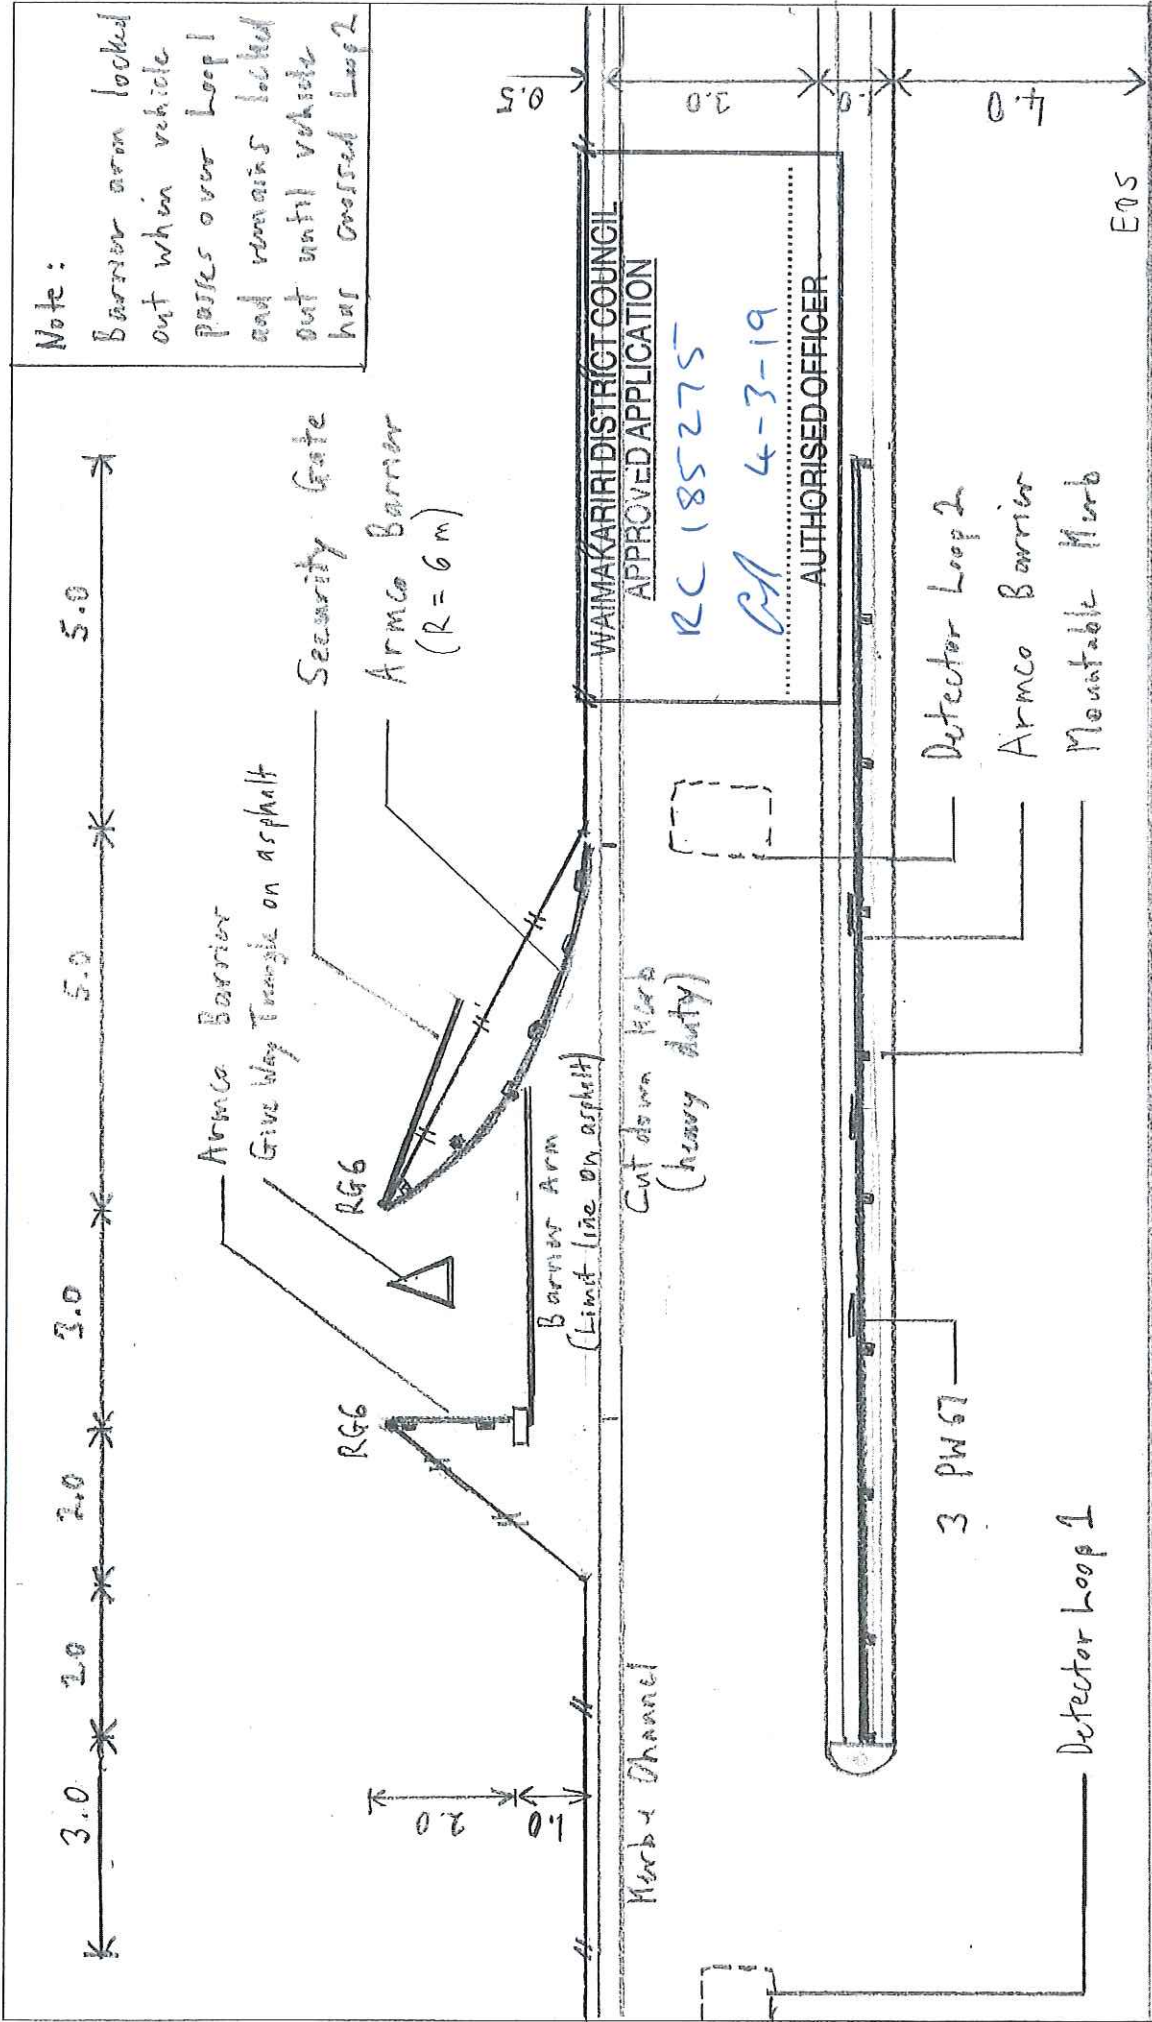 Note:
Barrier arm locked
out when vehicle
passes over Loop 1
and remains locked
out until vehicle
has crossed Loop 2
3.0
2.0
2.0
3.0
5.0
5.0
Armco Barrier
Give Way Triangle on asphalt
Security Gate
Armco Barrier
(R = 6 m)
RG6
RG6
2.0
1.0
0.5
3.0
1.0
4.0
Barrier Arm
(Limit line on asphalt)
Kerb & Channel
Cut down Kerb
(heavy duty)
WAIMAKARIRI DISTRICT COUNCIL
APPROVED APPLICATION
RC 185275
4-3-19
AUTHORISED OFFICER
Detector Loop 2
Armco Barrier
Mountable Kerb
3 PW67
Detector Loop 1
EOS